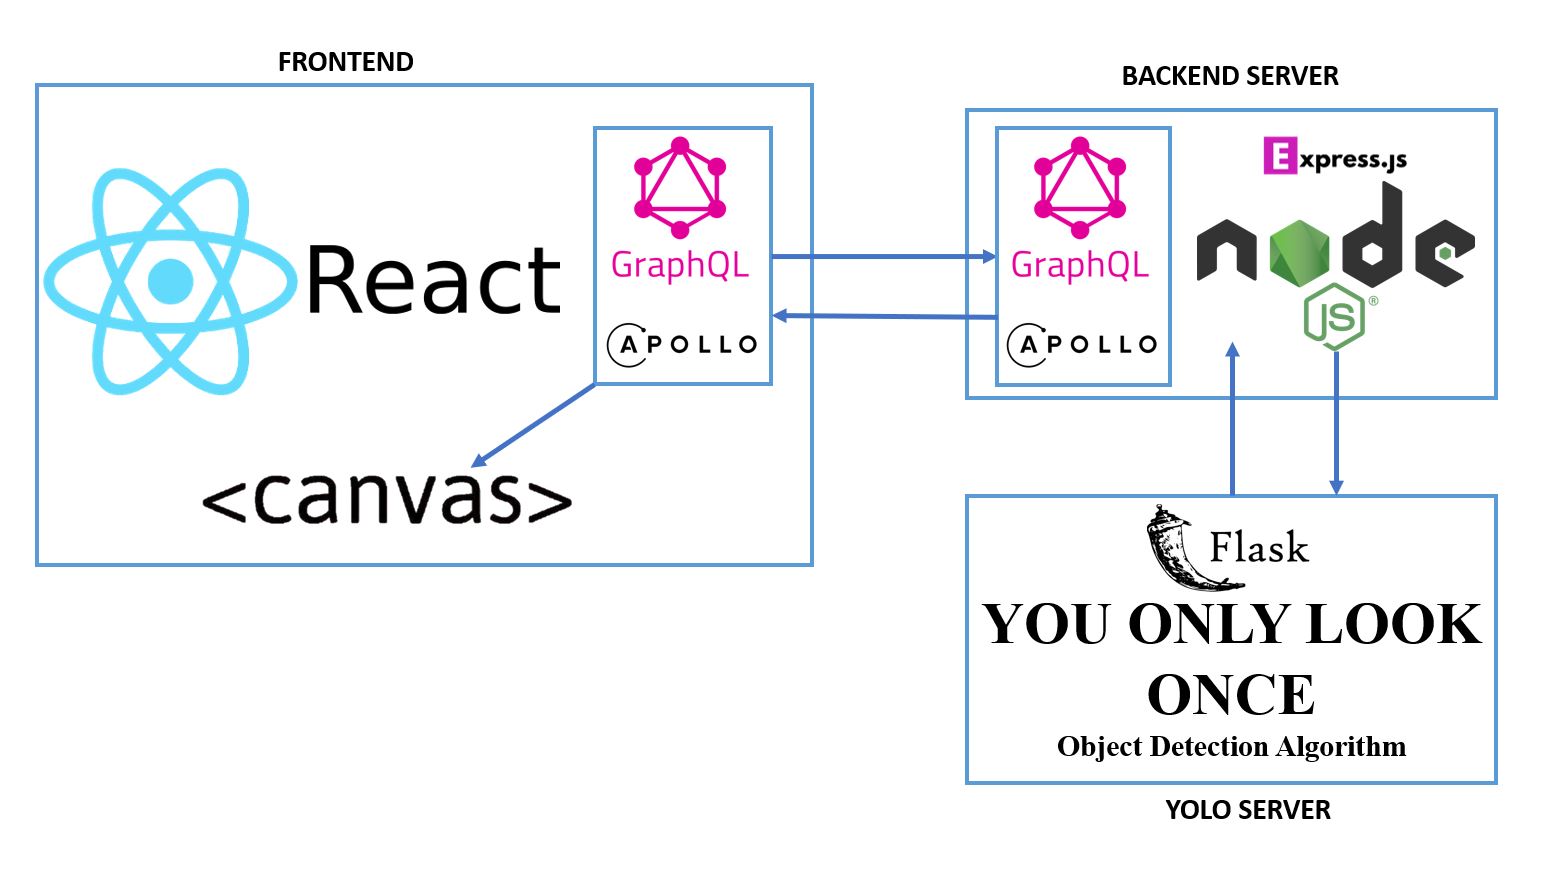 FRONTEND
React
GraphQL
APOLLO
<canvas>
BACKEND SERVER
GraphQL
APOLLO
Express.js
node
JS®
Flask
YOU ONLY LOOK
ONCE
Object Detection Algorithm
YOLO SERVER